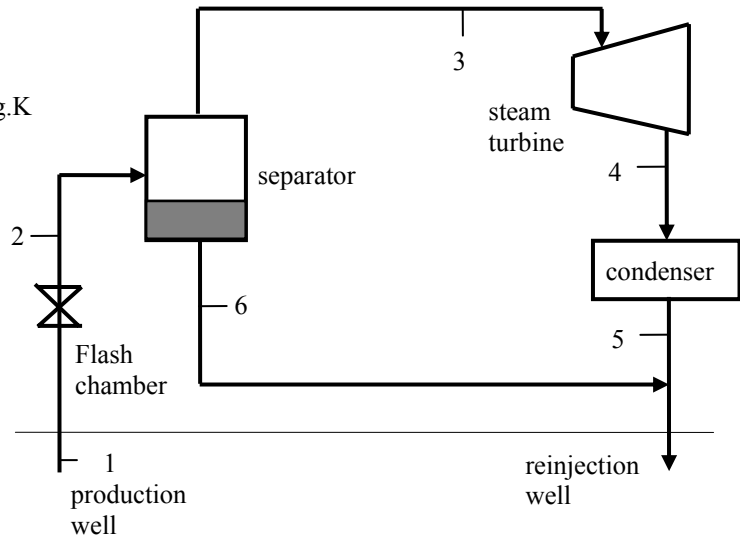 3
g.K
steam
turbine
separator
4
2
condenser
6
5
Flash
chamber
1
production
well
reinjection
well